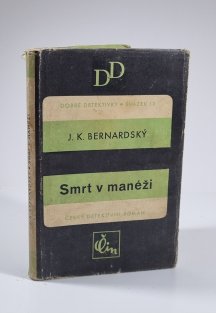 DD
DOBRÉ DETEKTIVKY • SVAZEK 13
J. K. BERNARDSKÝ
Smrt v manéži
ČESKÝ DETEKTIVNÍ ROMÁN
Čin